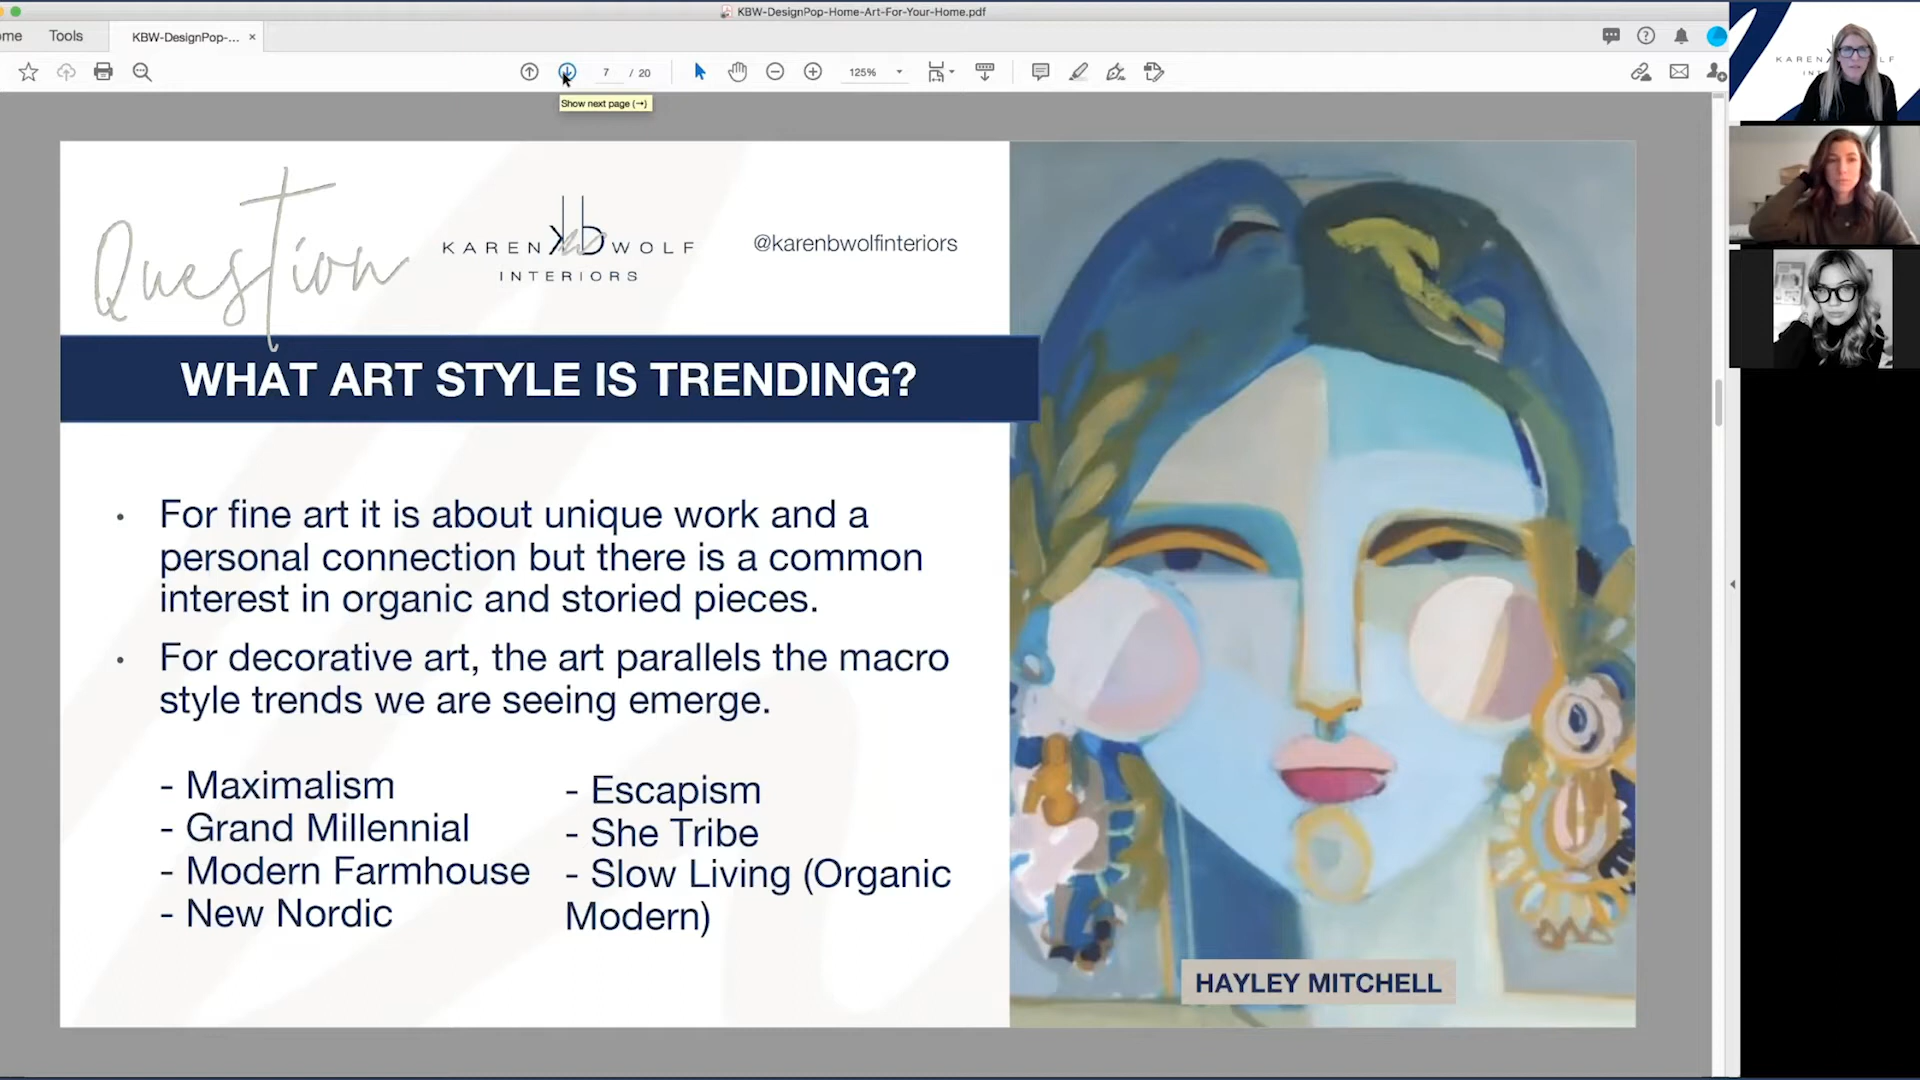 KBW-DesignPop-Home-Art-For-Your-Home.pdf
ome
Tools
KBW-DesignPop-... ×
7 / 20
125%
Show next page (→)
Question
KAREN WOLF
INTERIORS
@karenbwolfinteriors
WHAT ART STYLE IS TRENDING?
• For fine art it is about unique work and a
personal connection but there is a common
interest in organic and storied pieces.
• For decorative art, the art parallels the macro
style trends we are seeing emerge.
- Maximalism
- Grand Millennial
- Modern Farmhouse
- New Nordic
- Escapism
- She Tribe
- Slow Living (Organic
Modern)
HAYLEY MITCHELL